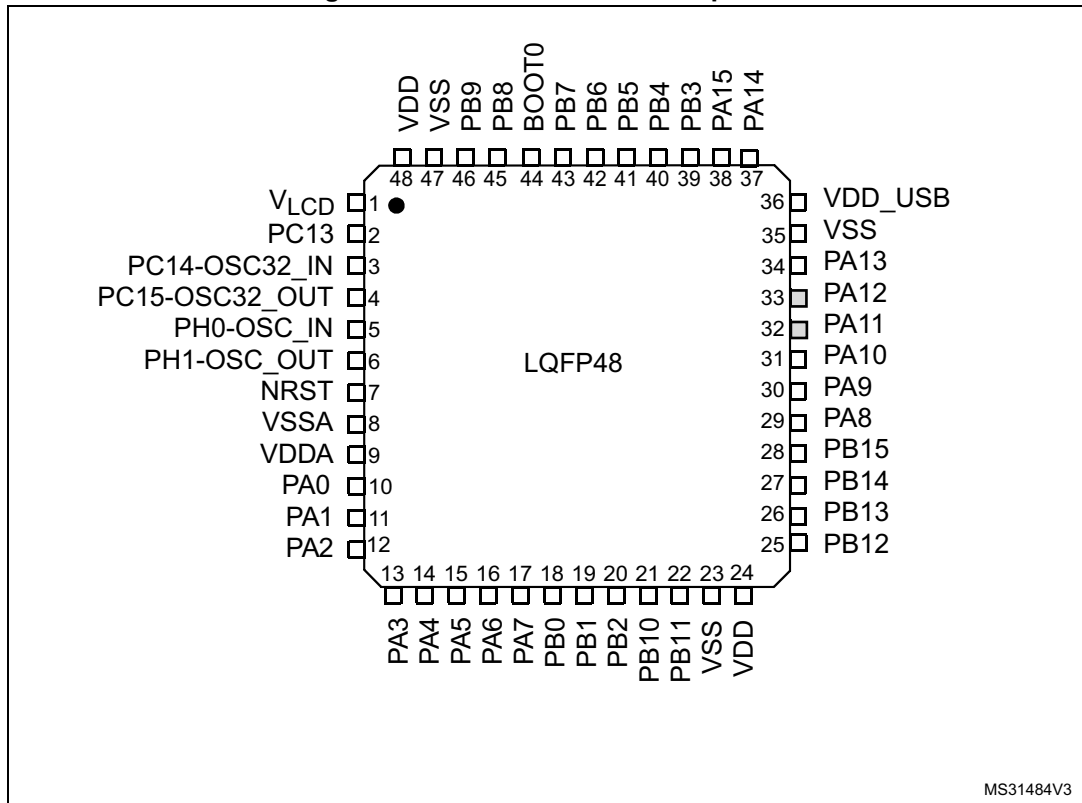 VDD
VSS
PB9
PB8
BOOT0
PB7
PB6
PB5
PB4
PB3
PA15
PA14
48 47 46 45 44 43 42 41 40 39 38 37
VLCD 1
PC13 2
PC14-OSC32_IN 3
PC15-OSC32_OUT 4
PH0-OSC_IN 5
PH1-OSC_OUT 6
NRST 7
VSSA 8
VDDA 9
PA0 10
PA1 11
PA2 12
LQFP48
36 VDD_USB
35 VSS
34 PA13
33 PA12
32 PA11
31 PA10
30 PA9
29 PA8
28 PB15
27 PB14
26 PB13
25 PB12
13 14 15 16 17 18 19 20 21 22 23 24
PA3
PA4
PA5
PA6
PA7
PB0
PB1
PB2
PB10
PB11
VSS
VDD
MS31484V3